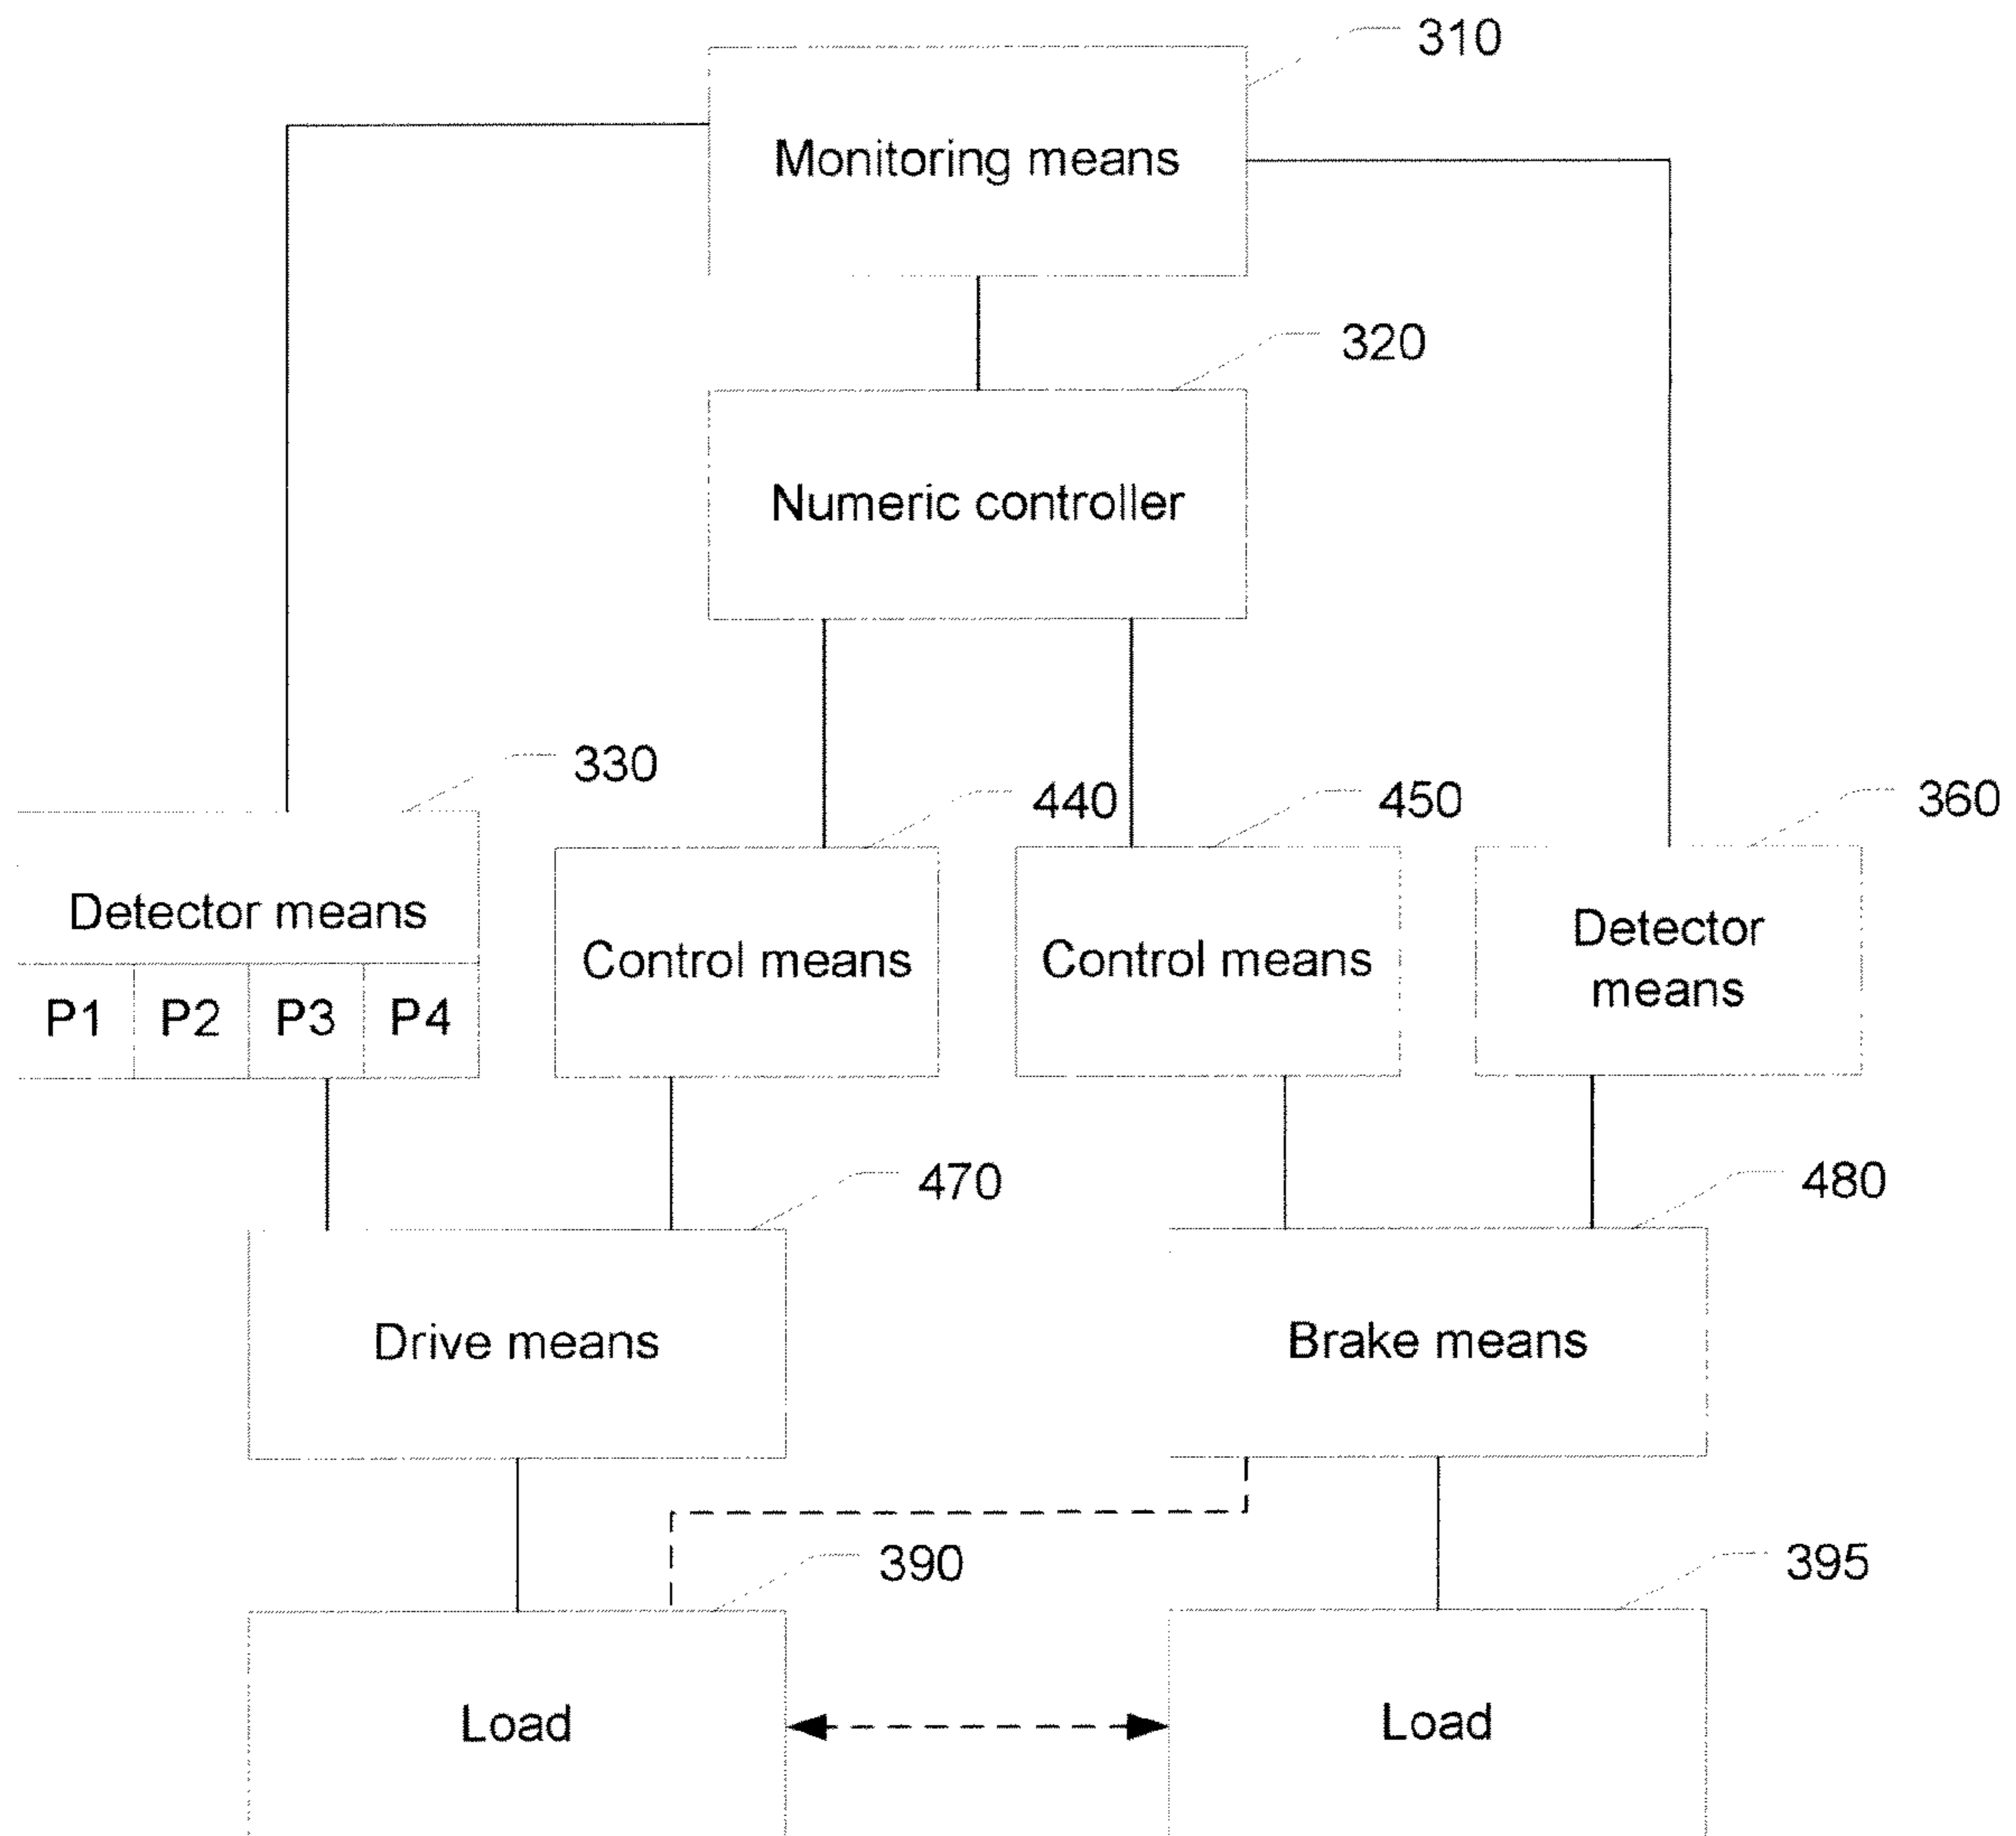 310
Monitoring means
320
Numeric controller
330
440
450
360
Detector means
Control means
Control means
Detector
means
P1 P2 P3 P4
470
480
Drive means
Brake means
390
395
Load
Load